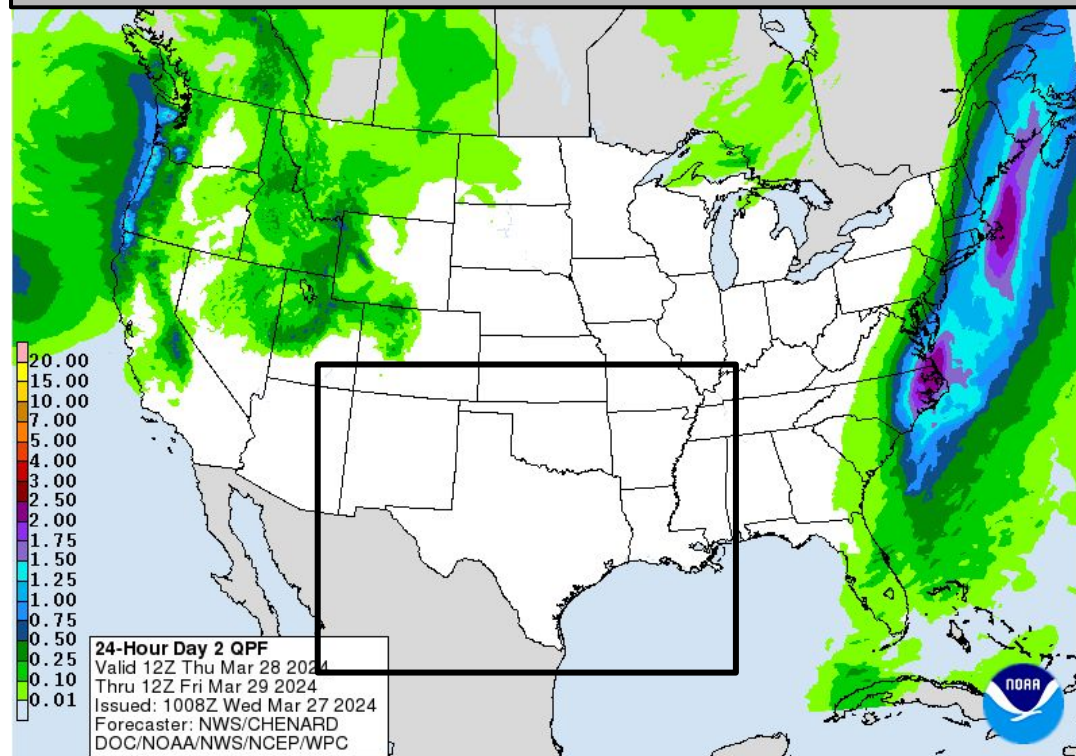 20.00
15.00
10.00
7.00
5.00
4.00
3.00
2.50
2.00
1.75
1.50
1.25
1.00
0.75
0.50
0.25
0.10
0.01
24-Hour Day 2 QPF
Valid 12Z Thu Mar 28 2024
Thru 12Z Fri Mar 29 2024
Issued: 1008Z Wed Mar 27 2024
Forecaster: NWS/CHENARD
DOC/NOAA/NWS/NCEP/WPC
NOAA